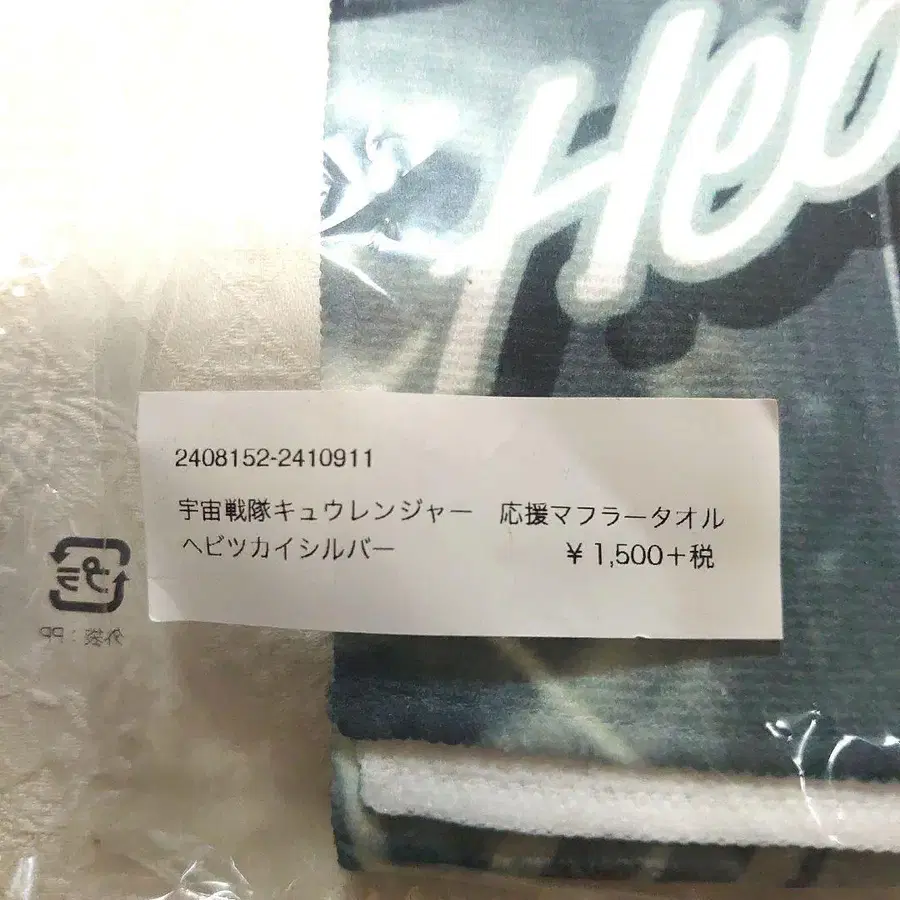 Heb
2408152-2410911
宇宙戦隊キュウレンジャー　応援マフラータオル
ヘビツカイシルバー　¥1,500+税
プラ
外袋:PP